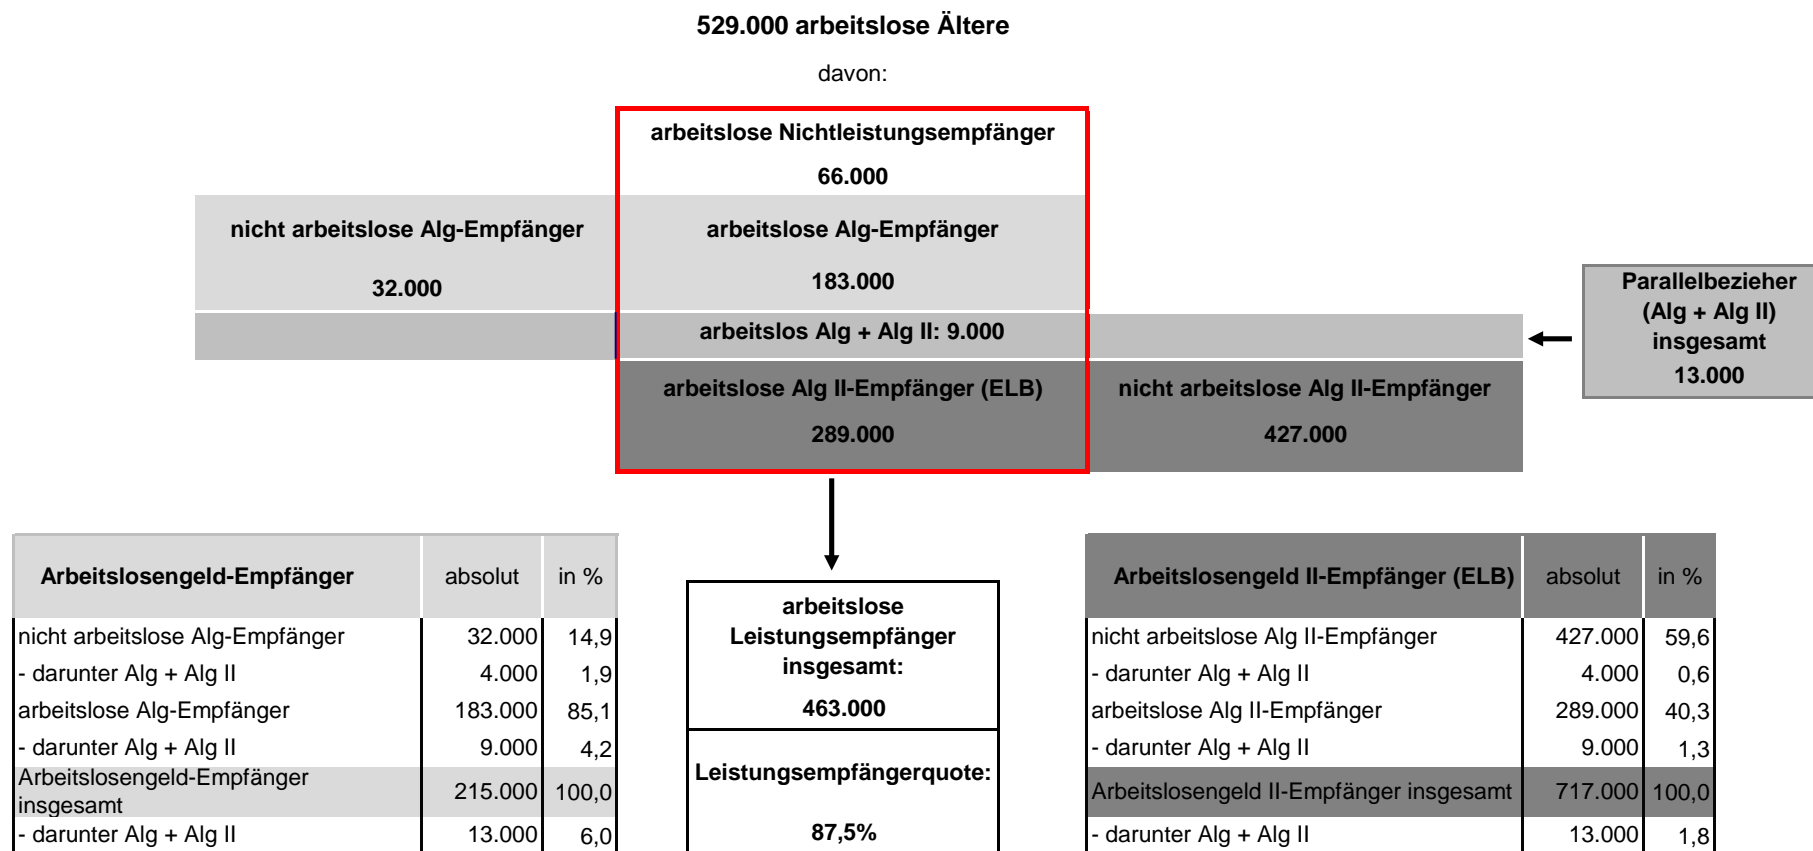 529.000 arbeitslose Ältere
davon:
arbeitslose Nichtleistungsempfänger
66.000
nicht arbeitslose Alg-Empfänger
32.000
arbeitslose Alg-Empfänger
183.000
arbeitslos Alg + Alg II: 9.000
Parallelbezieher
(Alg + Alg II)
insgesamt
13.000
arbeitslose Alg II-Empfänger (ELB)
289.000
nicht arbeitslose Alg II-Empfänger
427.000
Arbeitslosengeld-Empfänger absolut in %
nicht arbeitslose Alg-Empfänger 32.000 14,9
- darunter Alg + Alg II 4.000 1,9
arbeitslose Alg-Empfänger 183.000 85,1
- darunter Alg + Alg II 9.000 4,2
Arbeitslosengeld-Empfänger
insgesamt 215.000 100,0
- darunter Alg + Alg II 13.000 6,0
arbeitslose
Leistungsempfänger
insgesamt:
463.000
Leistungsempfängerquote:
87,5%
Arbeitslosengeld II-Empfänger (ELB) absolut in %
nicht arbeitslose Alg II-Empfänger 427.000 59,6
- darunter Alg + Alg II 4.000 0,6
arbeitslose Alg II-Empfänger 289.000 40,3
- darunter Alg + Alg II 9.000 1,3
Arbeitslosengeld II-Empfänger insgesamt 717.000 100,0
- darunter Alg + Alg II 13.000 1,8